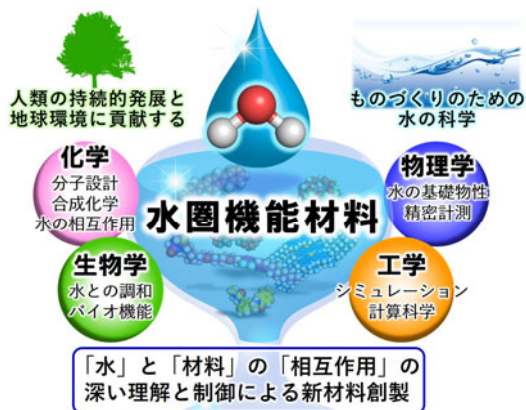 人類の持続的発展と
地球環境に貢献する
ものづくりのための
水の科学
化学
分子設計
合成化学
水の相互作用
物理学
水の基礎物性
精密計測
水圏機能材料
生物学
水との調和
バイオ機能
工学
シミュレーション
計算科学
「水」と「材料」の「相互作用」の
深い理解と制御による新材料創製